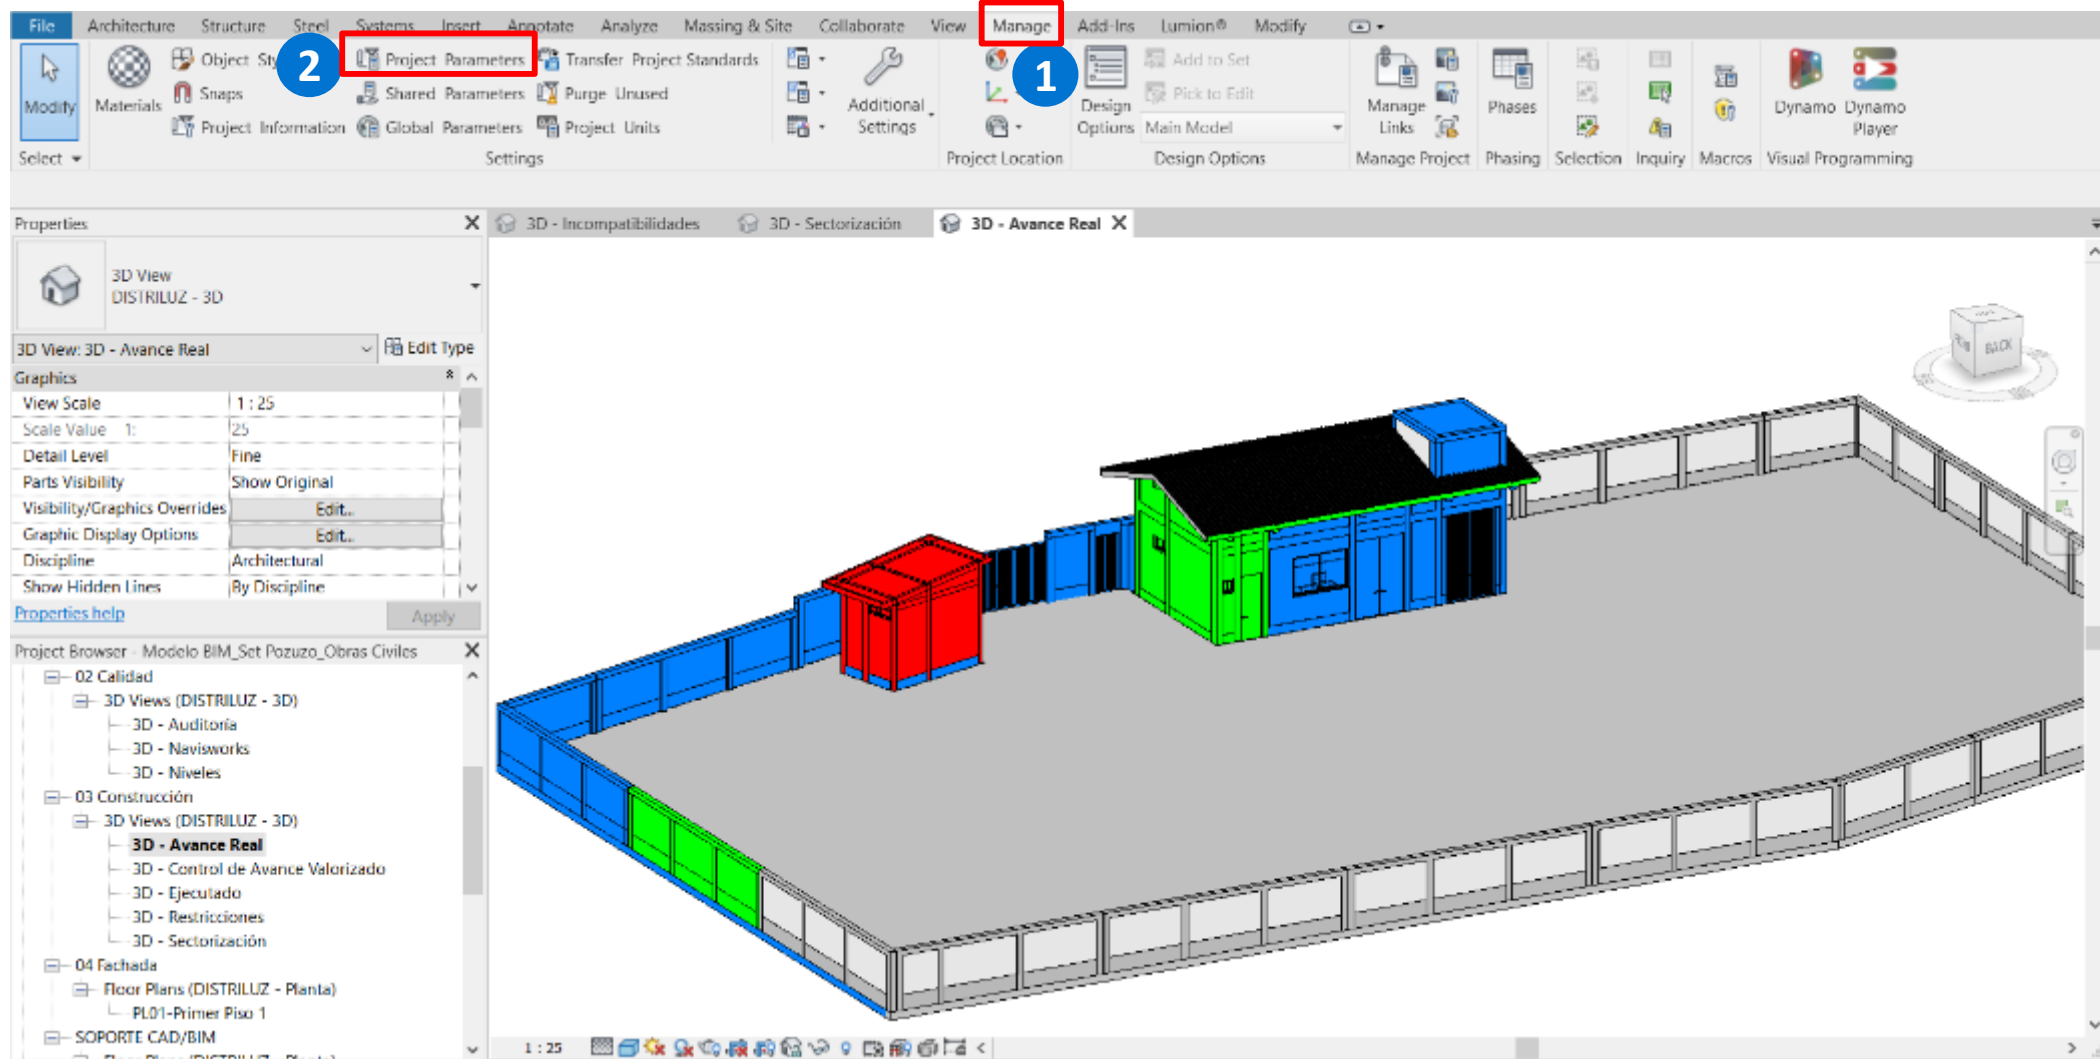 File Architecture Structure Steel Systems Insert Annotate Analyze Massing & Site Collaborate View Manage Add-Ins Lumion® Modify
1
2
Modify
Select
Materials
Object
Snaps
Project Information
Project Parameters
Shared Parameters
Global Parameters
Transfer Project Standards
Purge Unused
Project Units
Additional
Settings
Settings
Project Location
Design
Options
Add to Set
Pick to Edit
Main Model
Design Options
Manage
Links
Manage Project
Phases
Phasing
Selection
Inquiry
Macros
Dynamo
Dynamo
Player
Visual Programming
Properties
3D View
DISTRILUZ - 3D
3D View: 3D - Avance Real
Edit Type
Graphics
View Scale 1 : 25
Scale Value 1: 25
Detail Level Fine
Parts Visibility Show Original
Visibility/Graphics Overrides Edit...
Graphic Display Options Edit...
Discipline Architectural
Show Hidden Lines By Discipline
Properties help
Apply
Project Browser - Modelo BIM_Set Pozuzo_Obras Civiles
02 Calidad
3D Views (DISTRILUZ - 3D)
3D - Auditoría
3D - Navisworks
3D - Niveles
03 Construcción
3D Views (DISTRILUZ - 3D)
3D - Avance Real
3D - Control de Avance Valorizado
3D - Ejecutado
3D - Restricciones
3D - Sectorización
04 Fachada
Floor Plans (DISTRILUZ - Planta)
PL01-Primer Piso 1
SOPORTE CAD/BIM
3D - Incompatibilidades
3D - Sectorización
3D - Avance Real
BACK
1 : 25